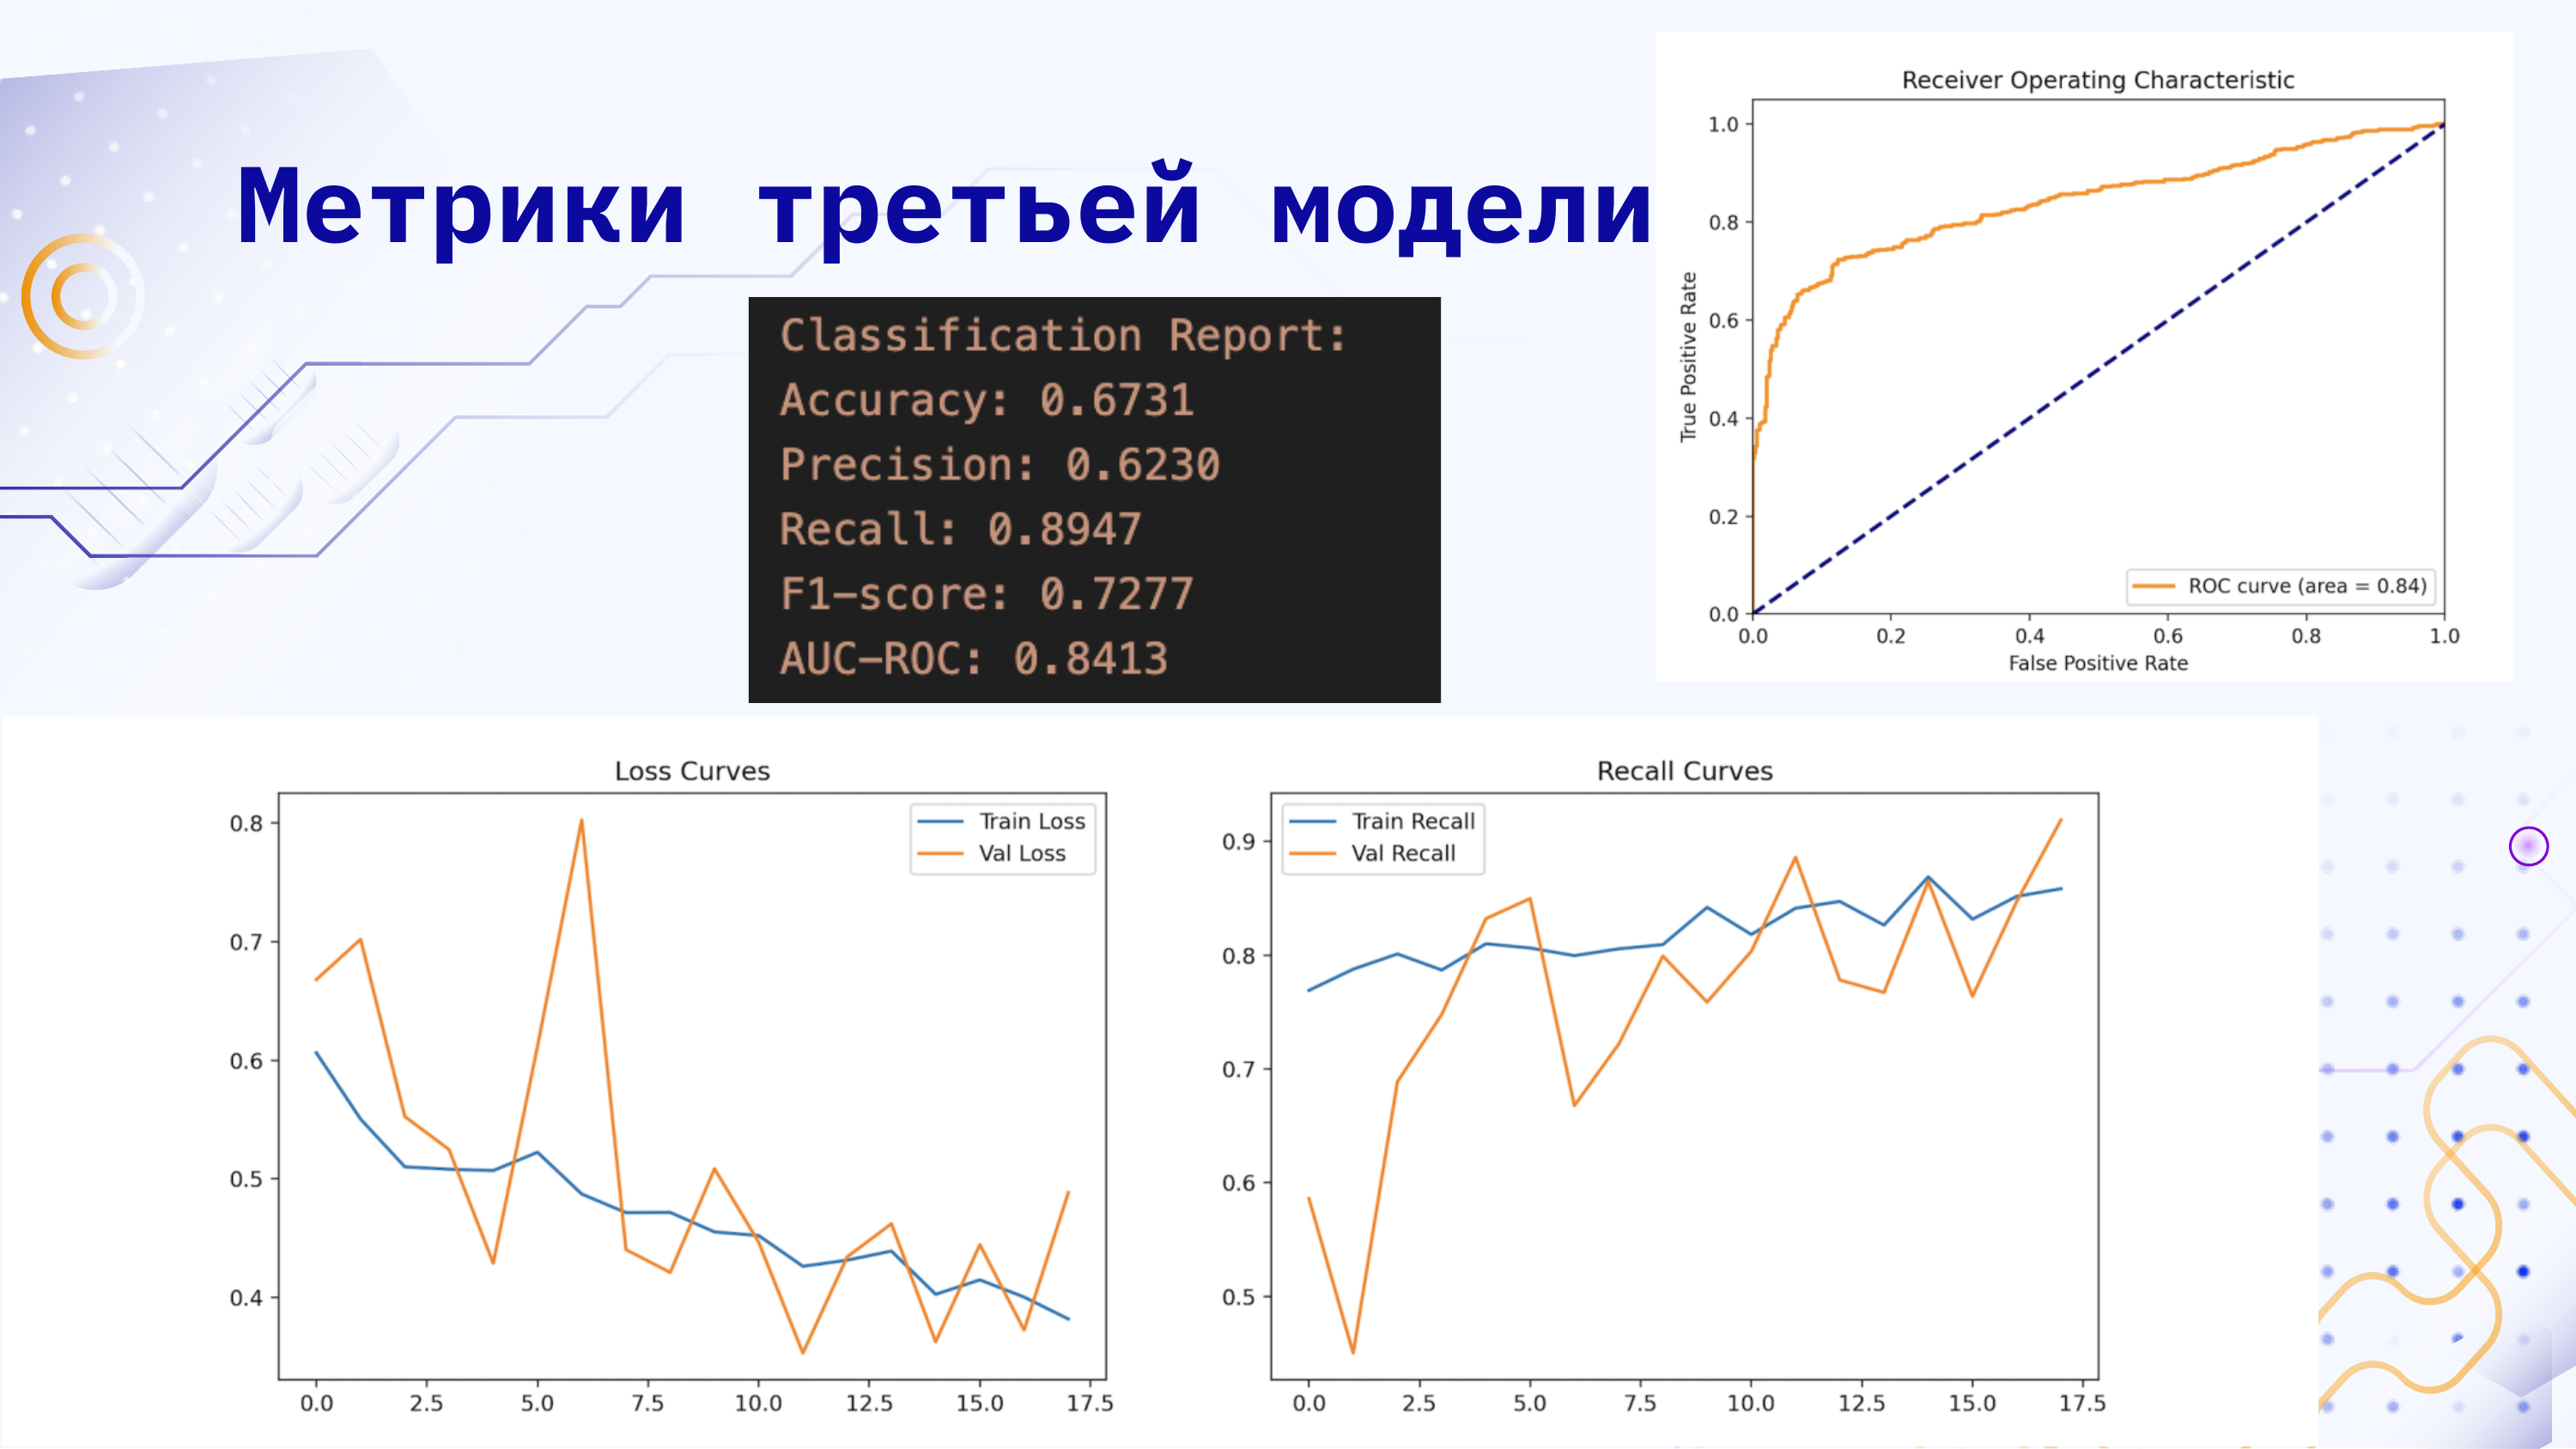 Метрики третьей модели
Classification Report:
Accuracy: 0.6731
Precision: 0.6230
Recall: 0.8947
F1-score: 0.7277
AUC-ROC: 0.8413
Receiver Operating Characteristic
1.0
0.8
0.6
0.4
0.2
0.0
True Positive Rate
ROC curve (area = 0.84)
0.0 0.2 0.4 0.6 0.8 1.0
False Positive Rate
Loss Curves
Train Loss
Val Loss
0.8
0.7
0.6
0.5
0.4
0.0 2.5 5.0 7.5 10.0 12.5 15.0 17.5
Recall Curves
Train Recall
Val Recall
0.9
0.8
0.7
0.6
0.5
0.0 2.5 5.0 7.5 10.0 12.5 15.0 17.5